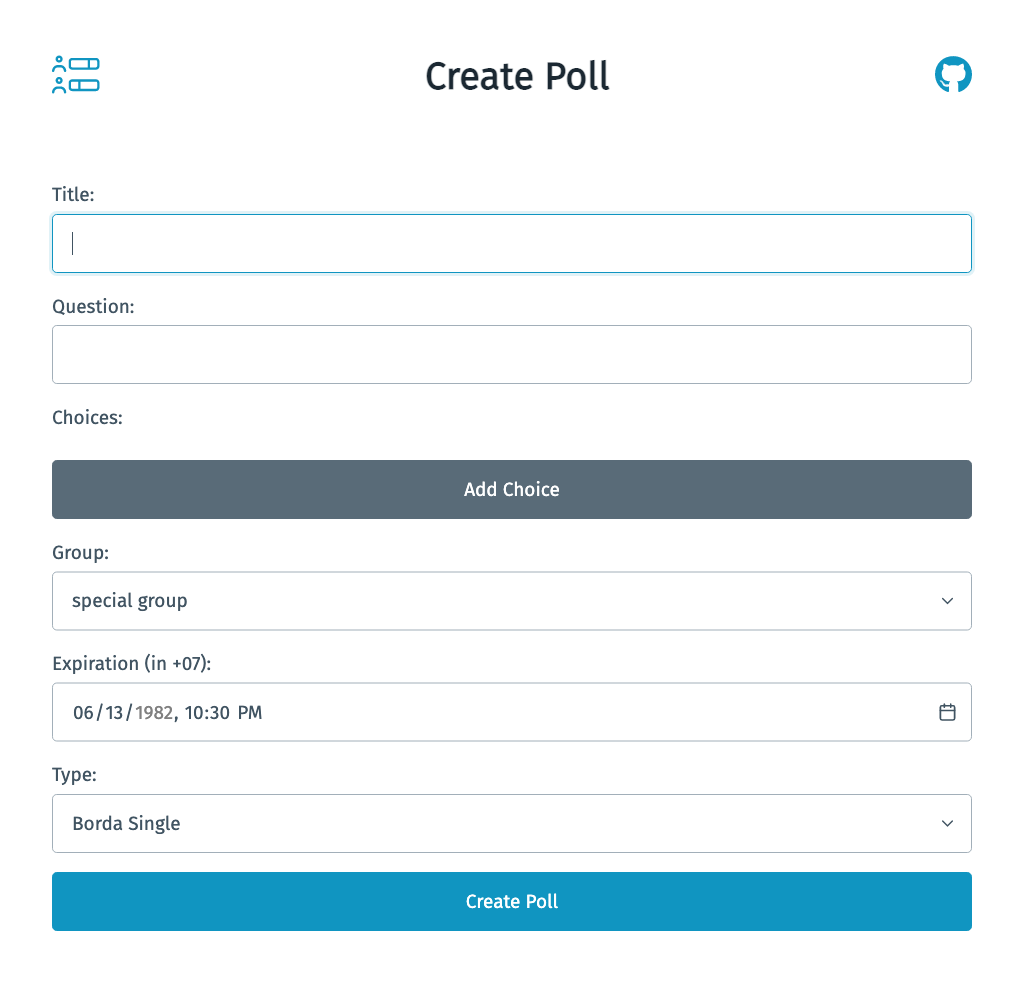 Create Poll
Title:
Question:
Choices:
Add Choice
Group:
special group
Expiration (in +07):
06/13/1982, 10:30 PM
Type:
Borda Single
Create Poll